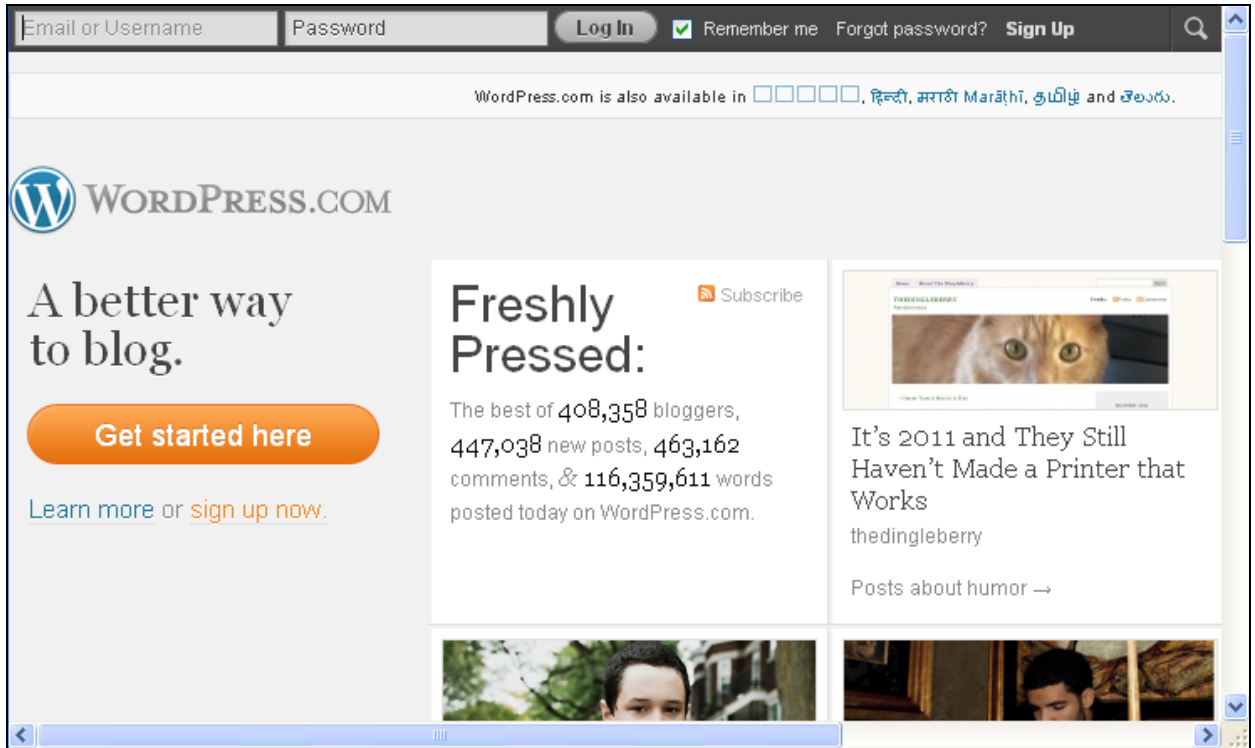 Email or Username Password Log In Remember me Forgot password? Sign Up
WordPress.com is also available in □□□□□, हिन्दी, मराठी Marāṭhī, தமிழ் and తెలుగు.
WORDPRESS.COM
A better way
to blog.
Get started here
Learn more or sign up now.
Freshly
Pressed:
Subscribe
The best of 408,358 bloggers,
447,038 new posts, 463,162
comments, & 116,359,611 words
posted today on WordPress.com.
THEDINGLEBERRY
It's 2011 and They Still
Haven't Made a Printer that
Works
thedingleberry
Posts about humor →